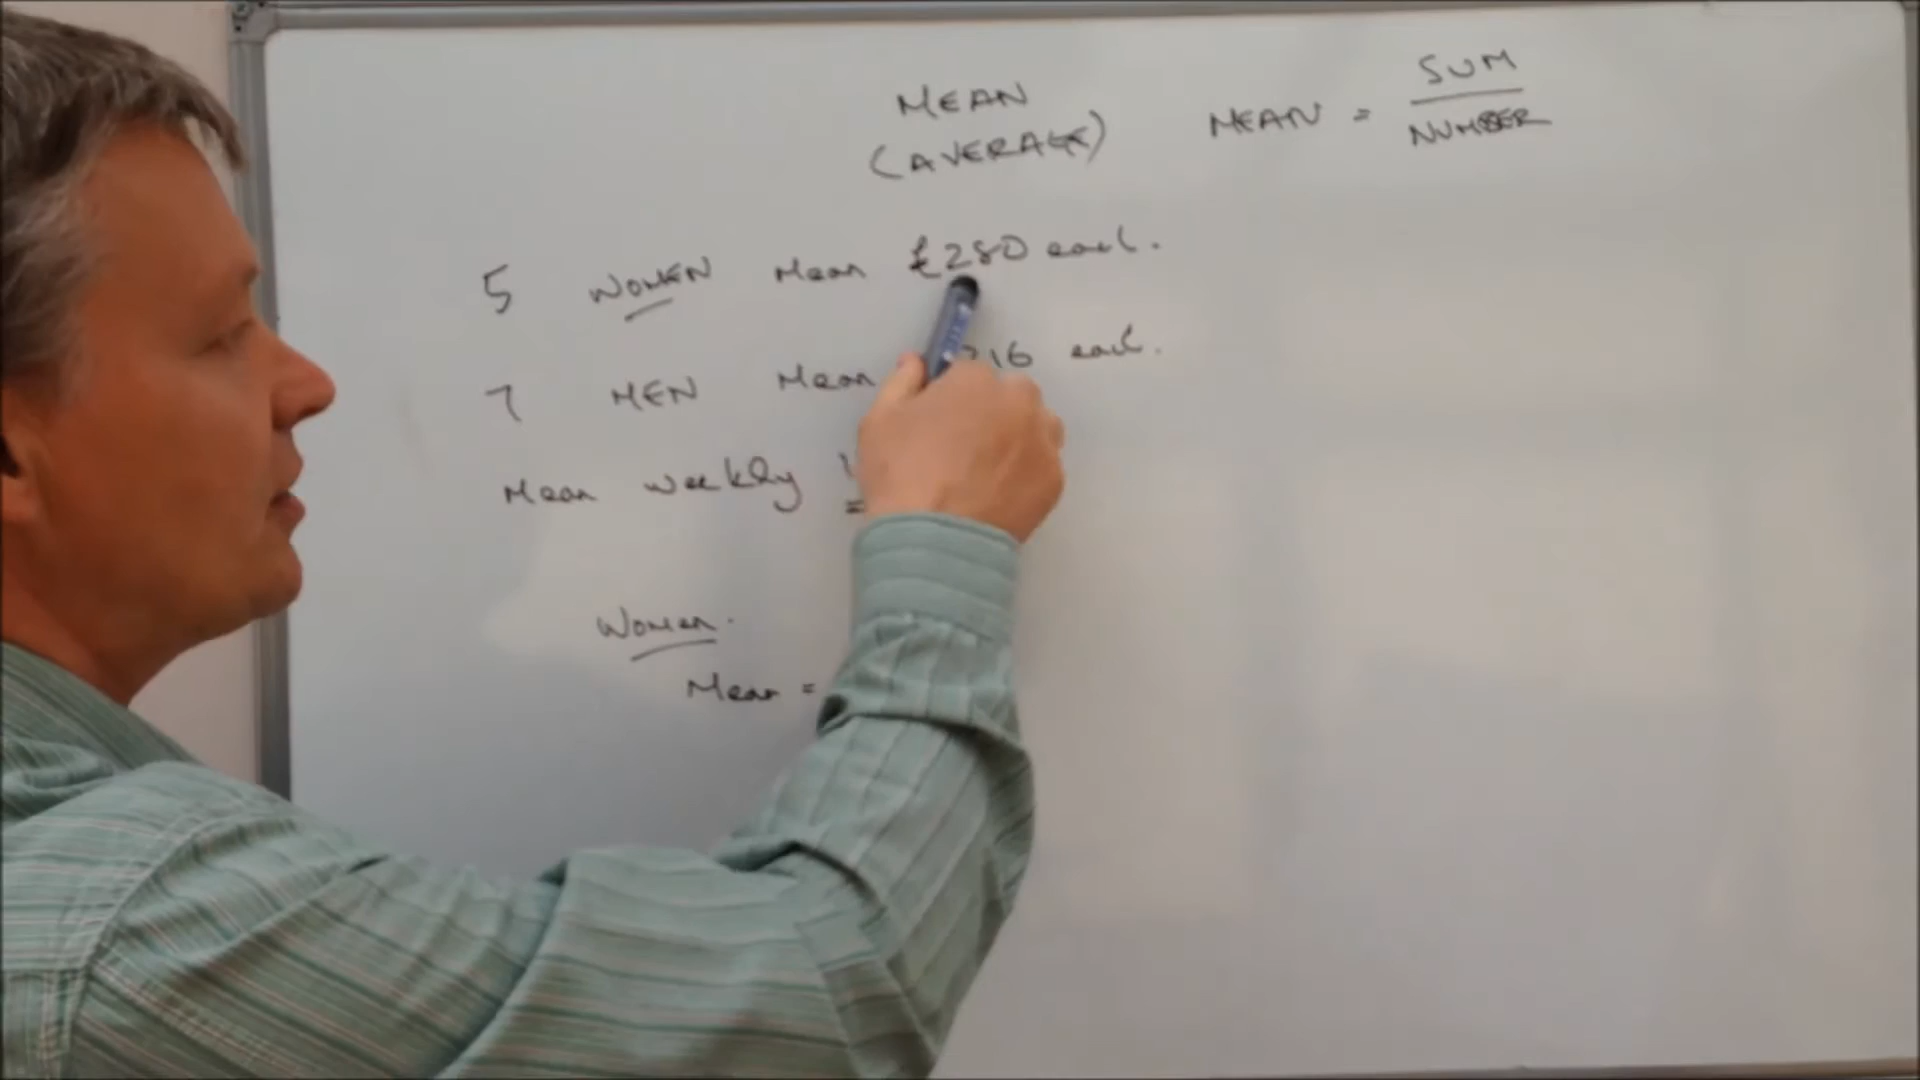 MEAN
(AVERAGE)
MEAN = SUM
NUMBER
5 WOMEN Mean £280 each.
7 MEN Mean 216 each.
Mean weekly
Women.
Mean =